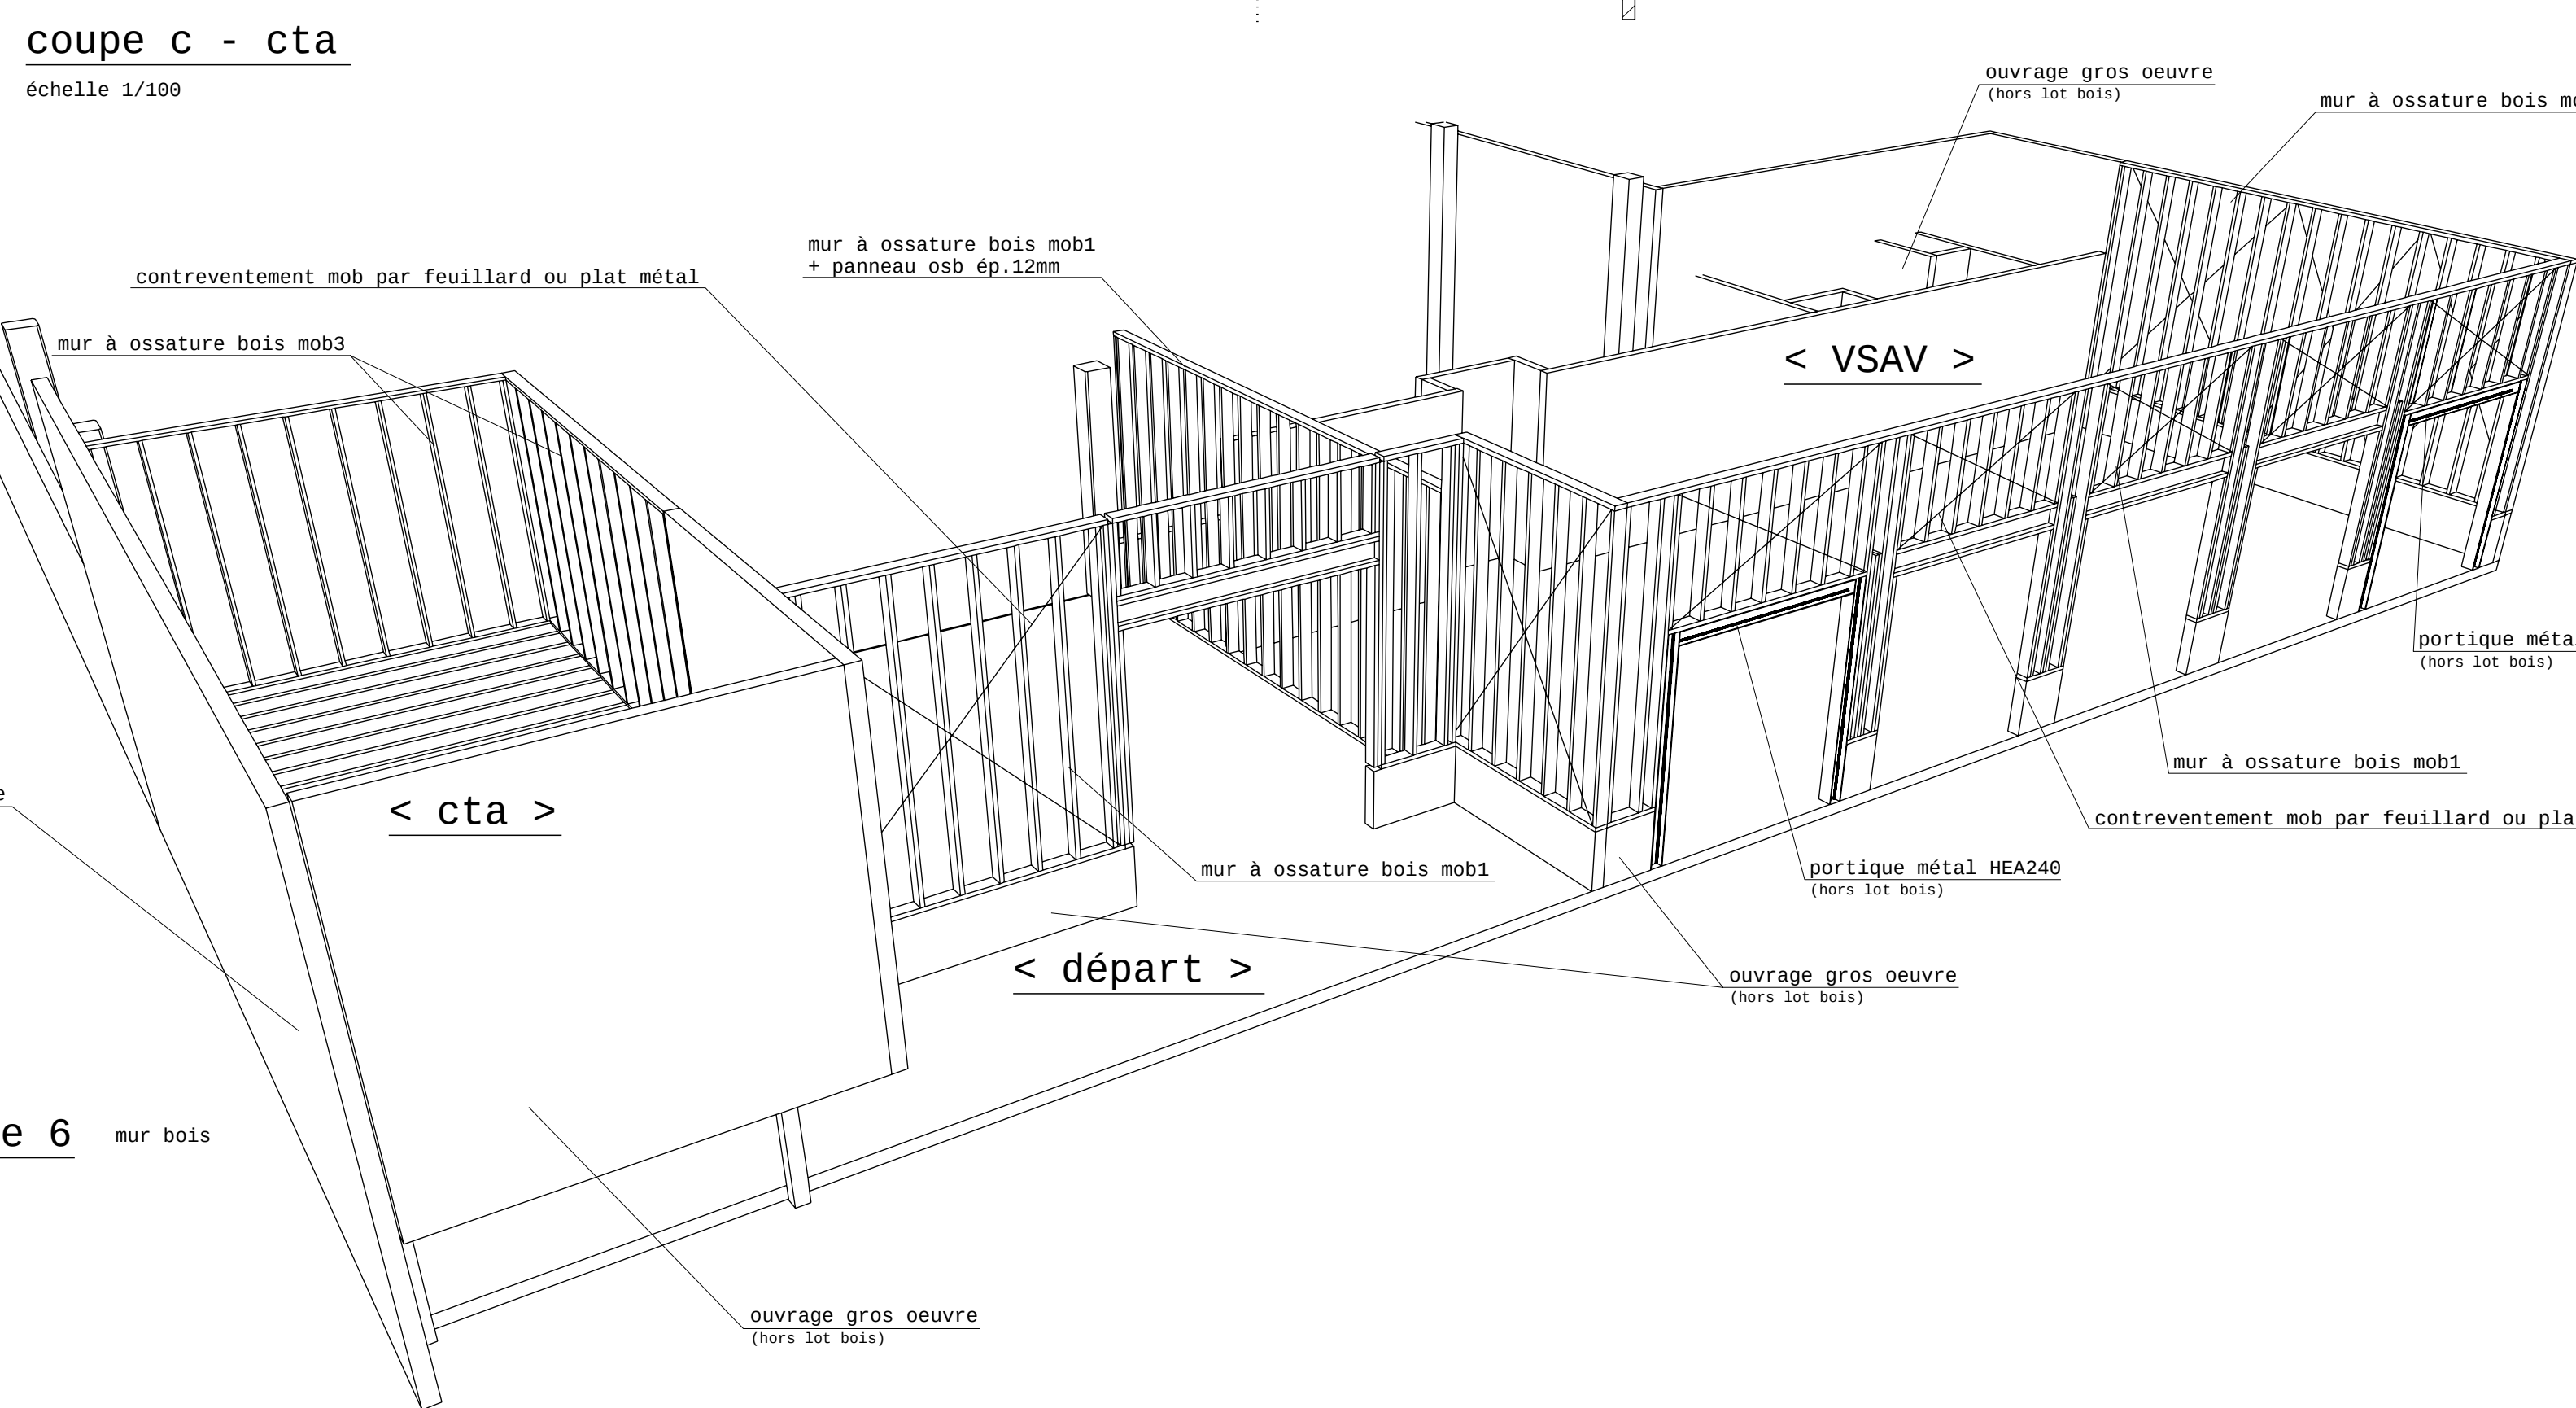 coupe c - cta
échelle 1/100
ouvrage gros oeuvre
(hors lot bois)
mur à ossature bois
mur à ossature bois mob1
+ panneau osb ép.12mm
contreventement mob par feuillard ou plat métal
mur à ossature bois mob3
< VSAV >
portique
(hors lot bois)
mur à ossature bois mob1
< cta >
contreventement mob par feuillard ou
mur à ossature bois mob1
portique métal HEA240
(hors lot bois)
< départ >
ouvrage gros oeuvre
(hors lot bois)
e 6 mur bois
ouvrage gros oeuvre
(hors lot bois)